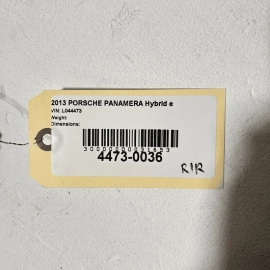 2013 PORSCHE PANAMERA Hybrid e
VIN: L044473
Weight:
Dimensions:
4473-0036
R1R